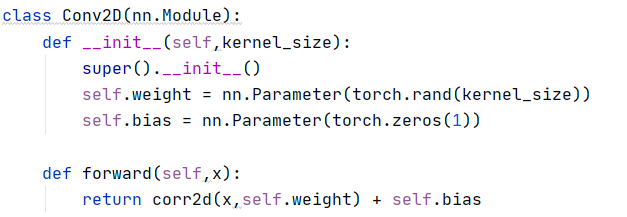 class Conv2D(nn.Module):
    def __init__(self,kernel_size):
        super().__init__()
        self.weight = nn.Parameter(torch.rand(kernel_size))
        self.bias = nn.Parameter(torch.zeros(1))

    def forward(self,x):
        return corr2d(x,self.weight) + self.bias